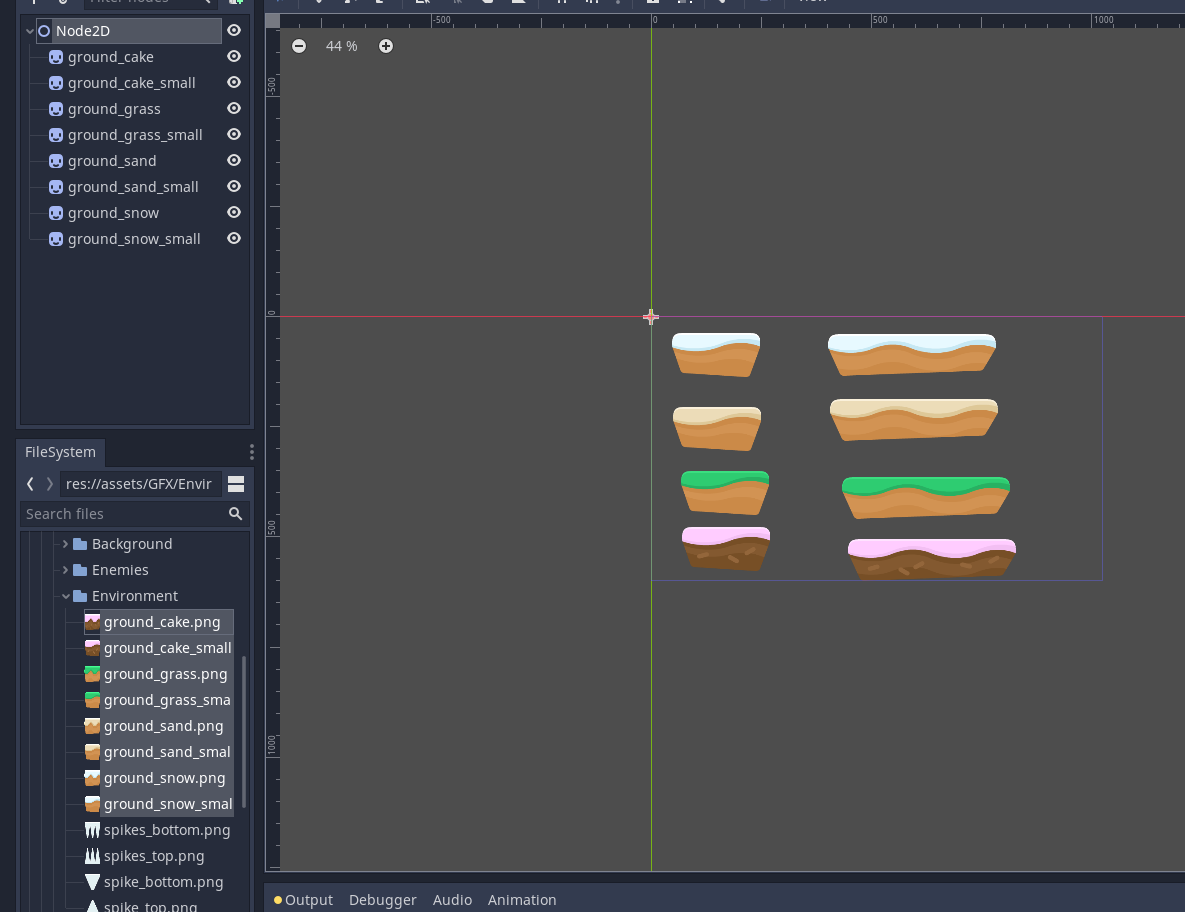 Filter nodes
Node2D
ground_cake
ground_cake_small
ground_grass
ground_grass_small
ground_sand
ground_sand_small
ground_snow
ground_snow_small
FileSystem
res://assets/GFX/Envir
Search files
Background
Enemies
Environment
ground_cake.png
ground_cake_small
ground_grass.png
ground_grass_sma
ground_sand.png
ground_sand_smal
ground_snow.png
ground_snow_smal
spikes_bottom.png
spikes_top.png
spike_bottom.png
spike_top.png
-500
0
500
1000
44 %
-500
0
500
1000
Output
Debugger
Audio
Animation